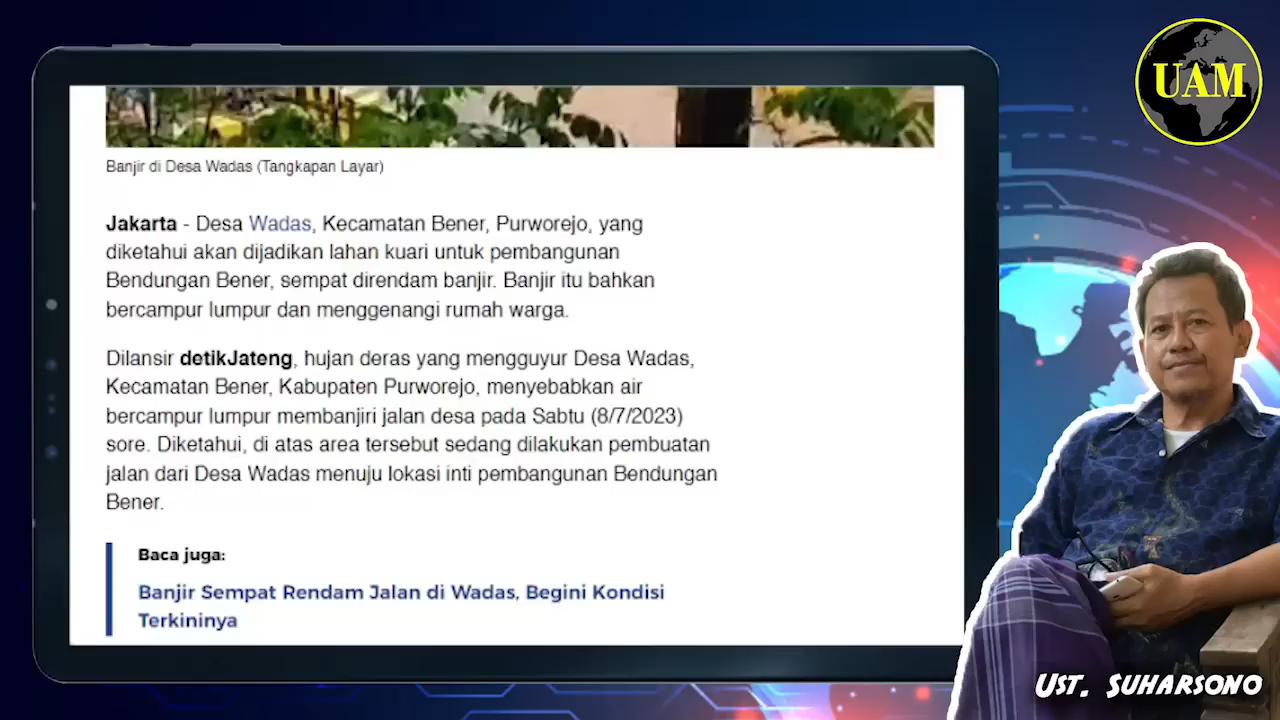 UAM
Banjir di Desa Wadas (Tangkapan Layar)
Jakarta - Desa Wadas, Kecamatan Bener, Purworejo, yang
diketahui akan dijadikan lahan kuari untuk pembangunan
Bendungan Bener, sempat direndam banjir. Banjir itu bahkan
bercampur lumpur dan menggenangi rumah warga.
Dilansir detikJateng, hujan deras yang mengguyur Desa Wadas,
Kecamatan Bener, Kabupaten Purworejo, menyebabkan air
bercampur lumpur membanjiri jalan desa pada Sabtu (8/7/2023)
sore. Diketahui, di atas area tersebut sedang dilakukan pembuatan
jalan dari Desa Wadas menuju lokasi inti pembangunan Bendungan
Bener.
Baca juga:
Banjir Sempat Rendam Jalan di Wadas, Begini Kondisi
Terkininya
UST. SUHARSONO